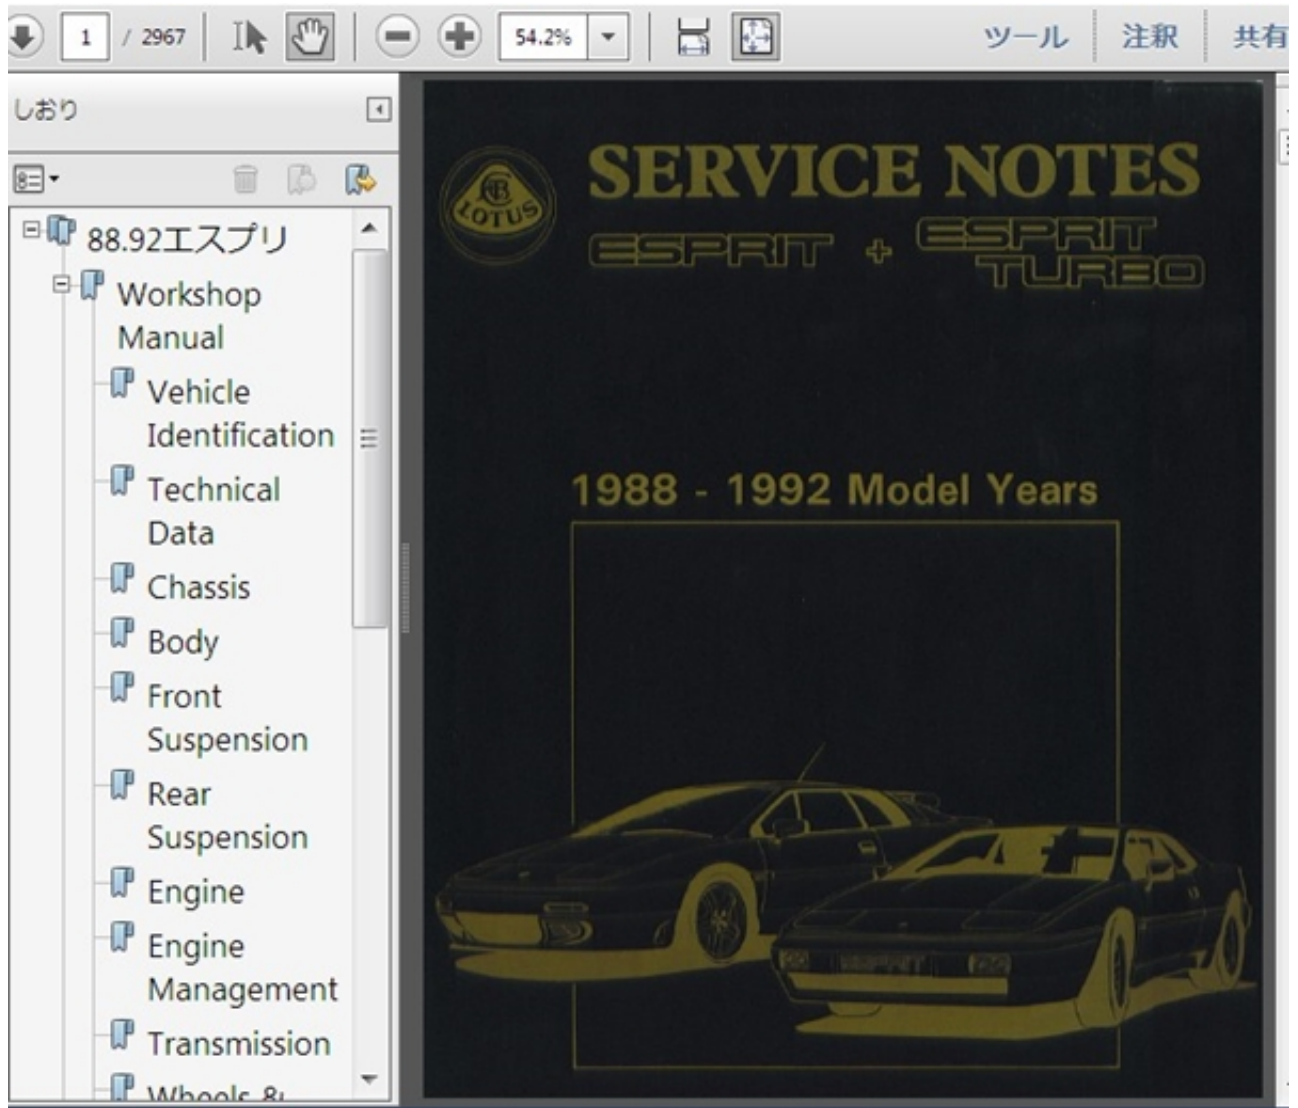 1 / 2967
54.2%
ツール
注釈
共有
しおり
88.92エスプリ
Workshop
Manual
Vehicle
Identification
Technical
Data
Chassis
Body
Front
Suspension
Rear
Suspension
Engine
Engine
Management
Transmission
Wheels &
LOTUS
SERVICE NOTES
ESPRIT + ESPRIT
TURBO
1988 - 1992 Model Years
ESPRIT